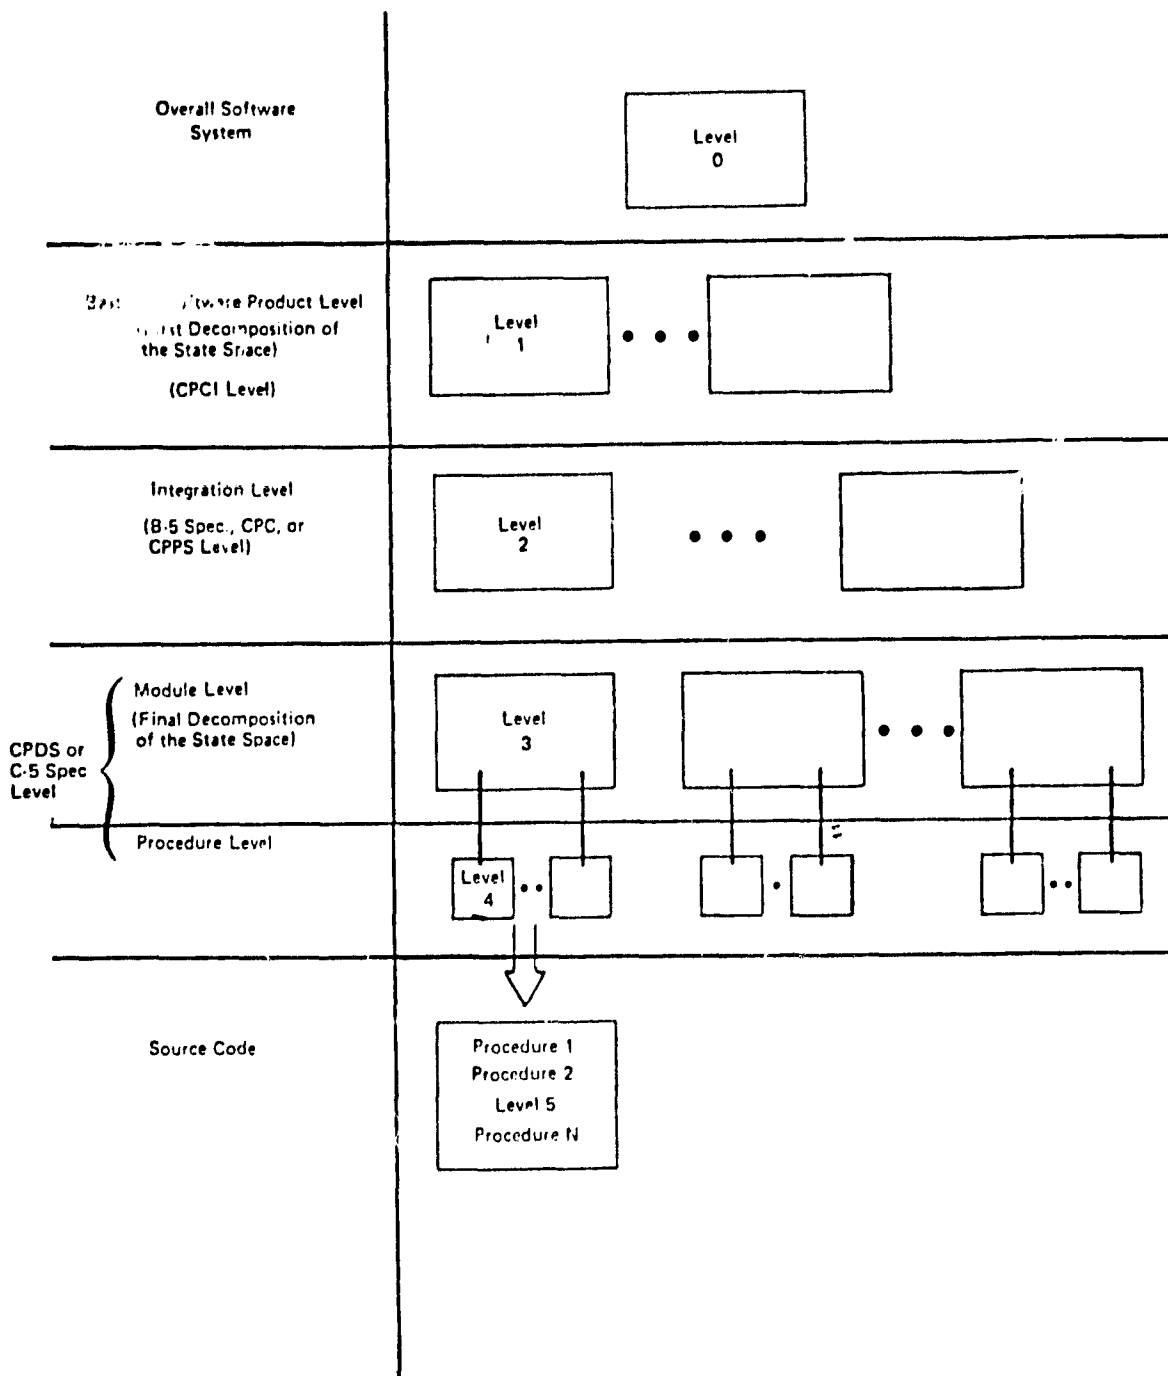 Overall Software
System
Level
0
Software Product Level
Decomposition of
the State Space)
(CPCI Level)
Level
1
Integration Level
(B-5 Spec., CPC, or
CPPS Level)
Level
2
CPDS or
C-5 Spec
Level
Module Level
(Final Decomposition
of the State Space)
Level
3
Procedure Level
Level
4
Source Code
Procedure 1
Procedure 2
Level 5
Procedure N